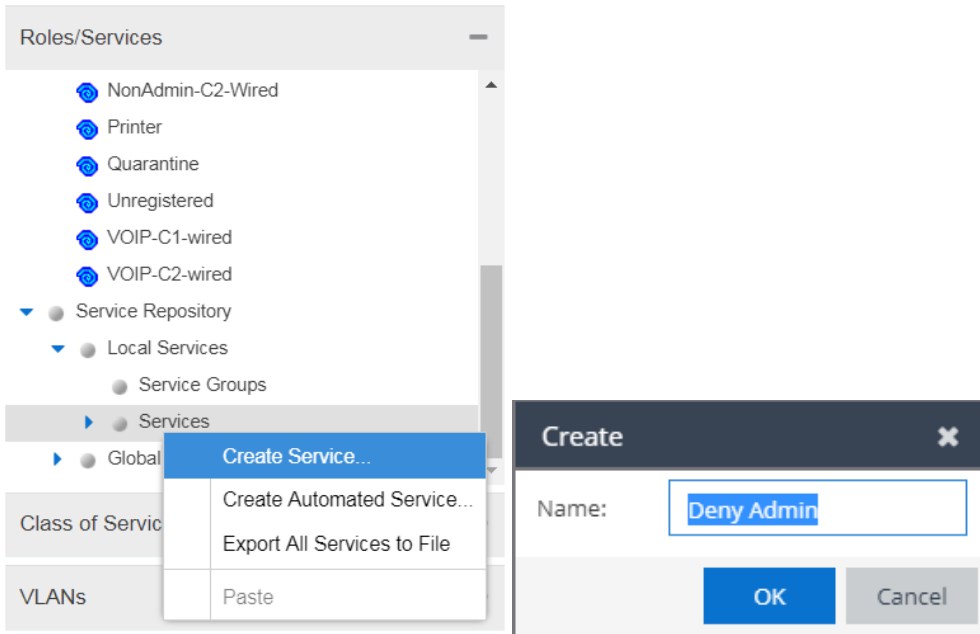 Roles/Services
NonAdmin-C2-Wired
Printer
Quarantine
Unregistered
VOIP-C1-wired
VOIP-C2-wired
Service Repository
Local Services
Service Groups
Services
Global
Create Service...
Create Automated Service...
Export All Services to File
Paste
Class of Servic
VLANs
Create
Name:
Deny Admin
OK
Cancel